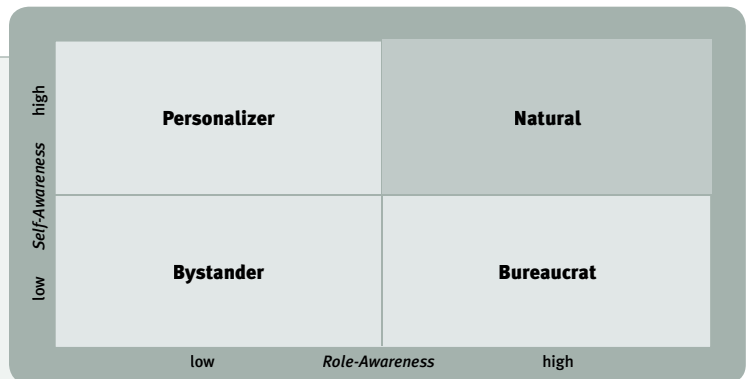 high
Self-Awareness
low
Personalizer
Natural
Bystander
Bureaucrat
low Role-Awareness high